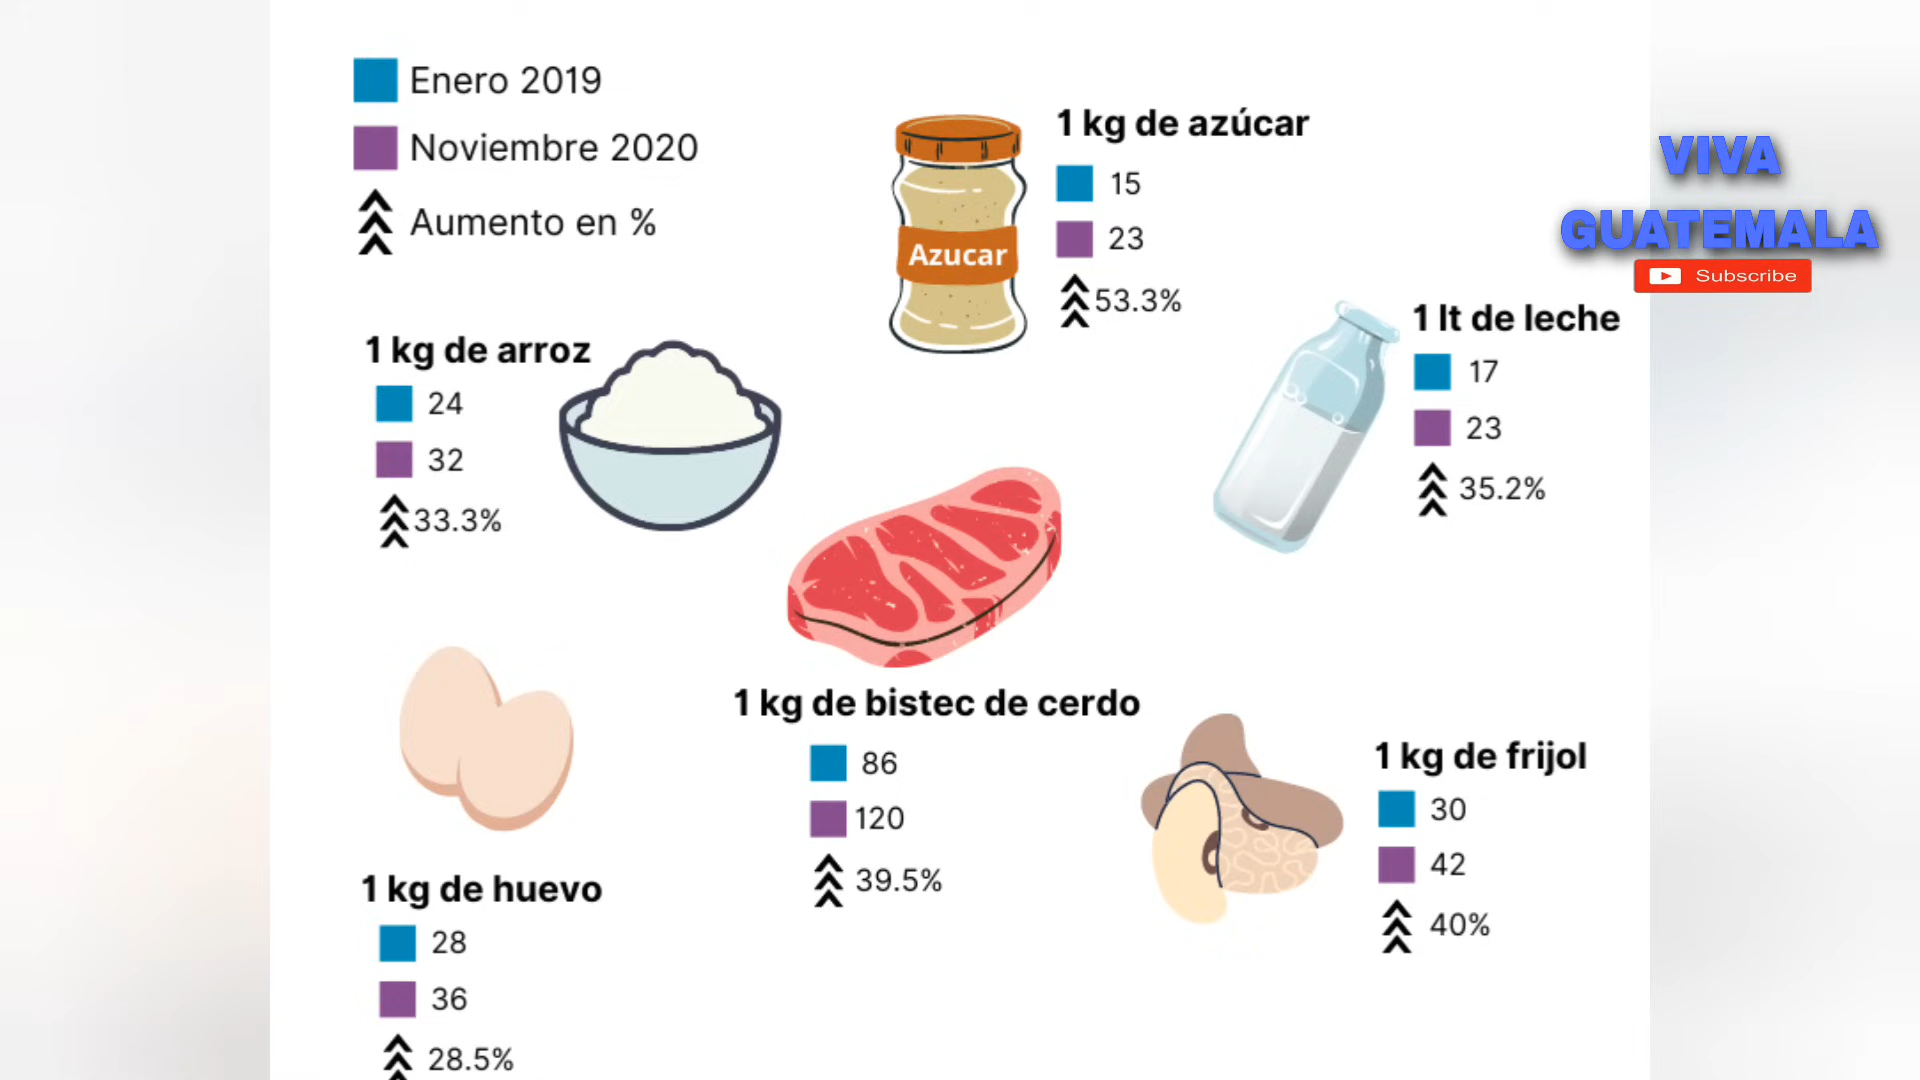 Enero 2019
Noviembre 2020
Aumento en %
1 kg de azúcar
15
23
53.3%
Azucar
VIVA
GUATEMALA
Subscribe
1 lt de leche
17
23
35.2%
1 kg de arroz
24
32
33.3%
1 kg de bistec de cerdo
86
120
39.5%
1 kg de frijol
30
42
40%
1 kg de huevo
28
36
28.5%